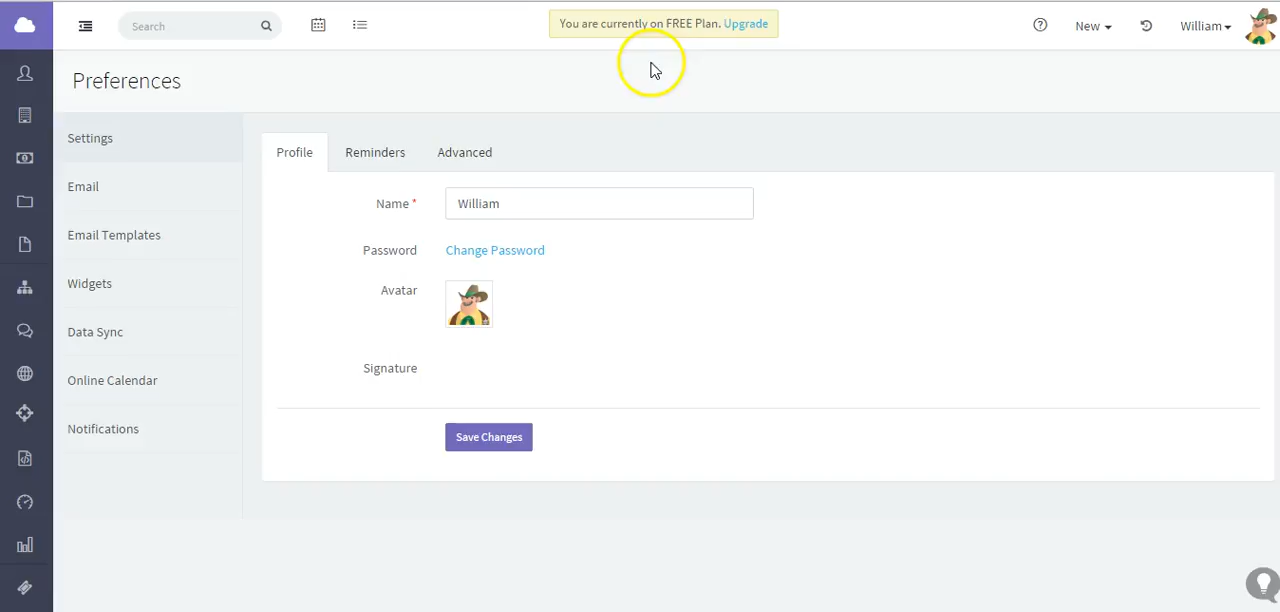 Search
You are currently on FREE Plan. Upgrade
New
William
Preferences
Settings
Email
Email Templates
Widgets
Data Sync
Online Calendar
Notifications
Profile
Reminders
Advanced
Name *
William
Password
Change Password
Avatar
Signature
Save Changes